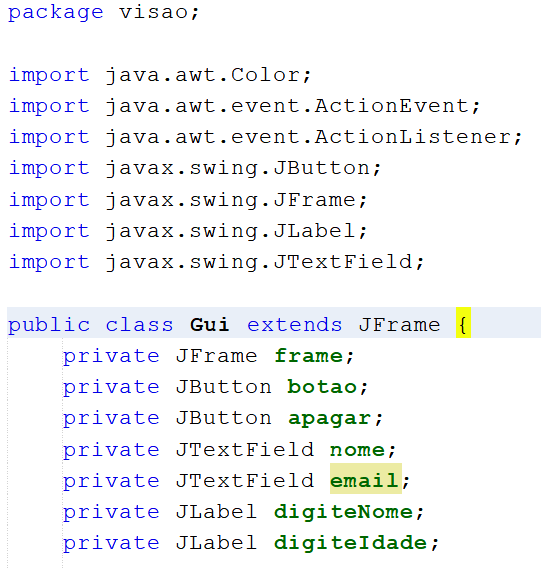 package visao;
import java.awt.Color;
import java.awt.event.ActionEvent;
import java.awt.event.ActionListener;
import javax.swing.JButton;
import javax.swing.JFrame;
import javax.swing.JLabel;
import javax.swing.JTextField;
public class Gui extends JFrame {
private JFrame frame;
private JButton botao;
private JButton apagar;
private JTextField nome;
private JTextField email;
private JLabel digiteNome;
private JLabel digiteIdade;